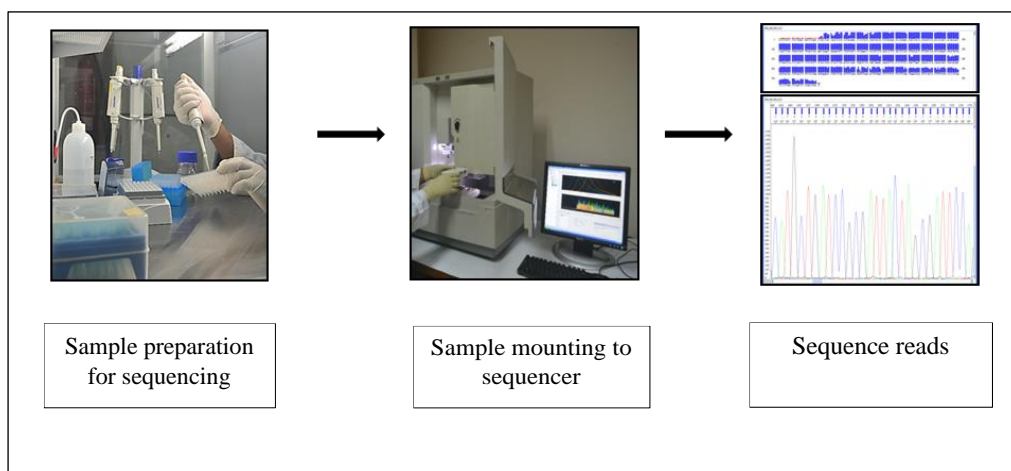 Sample preparation
for sequencing
Sample mounting to
sequencer
Sequence reads